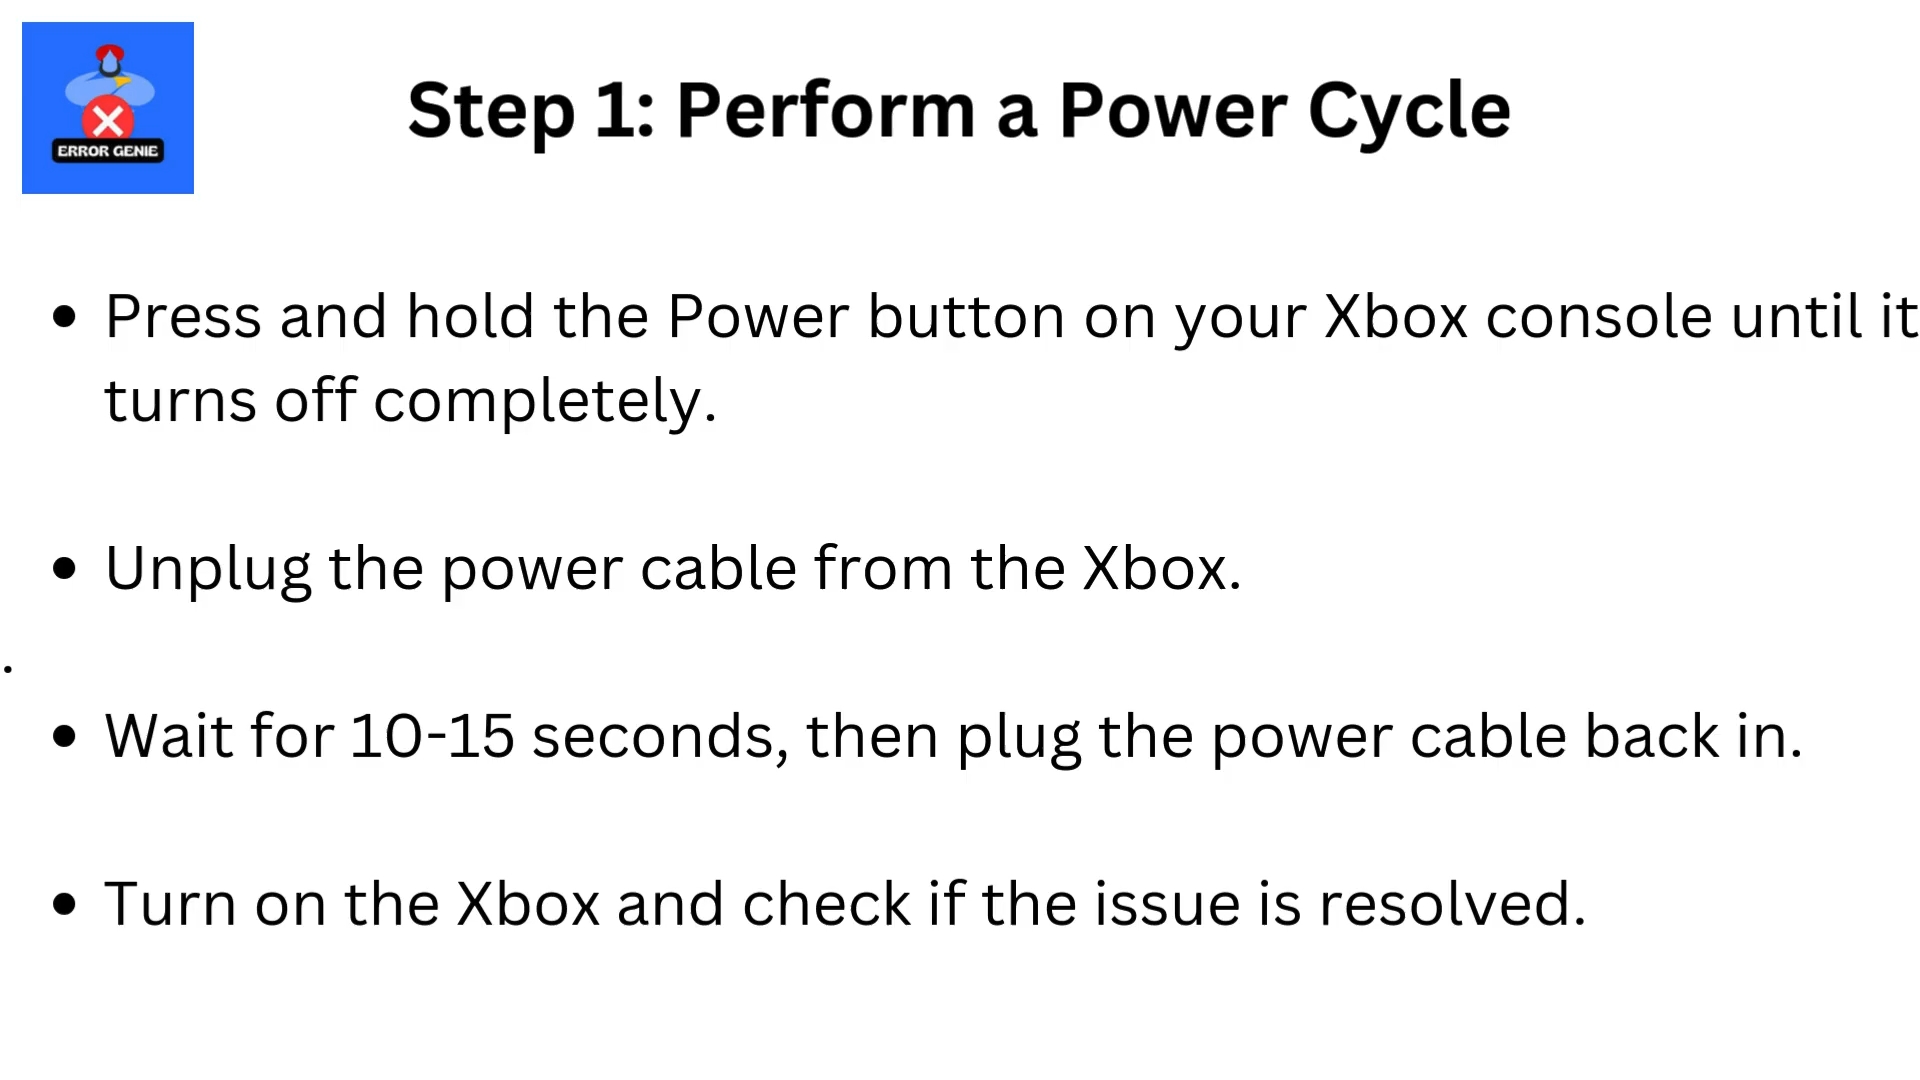 ERROR GENIE
Step 1: Perform a Power Cycle
• Press and hold the Power button on your Xbox console until it
turns off completely.
• Unplug the power cable from the Xbox.
.
• Wait for 10-15 seconds, then plug the power cable back in.
• Turn on the Xbox and check if the issue is resolved.